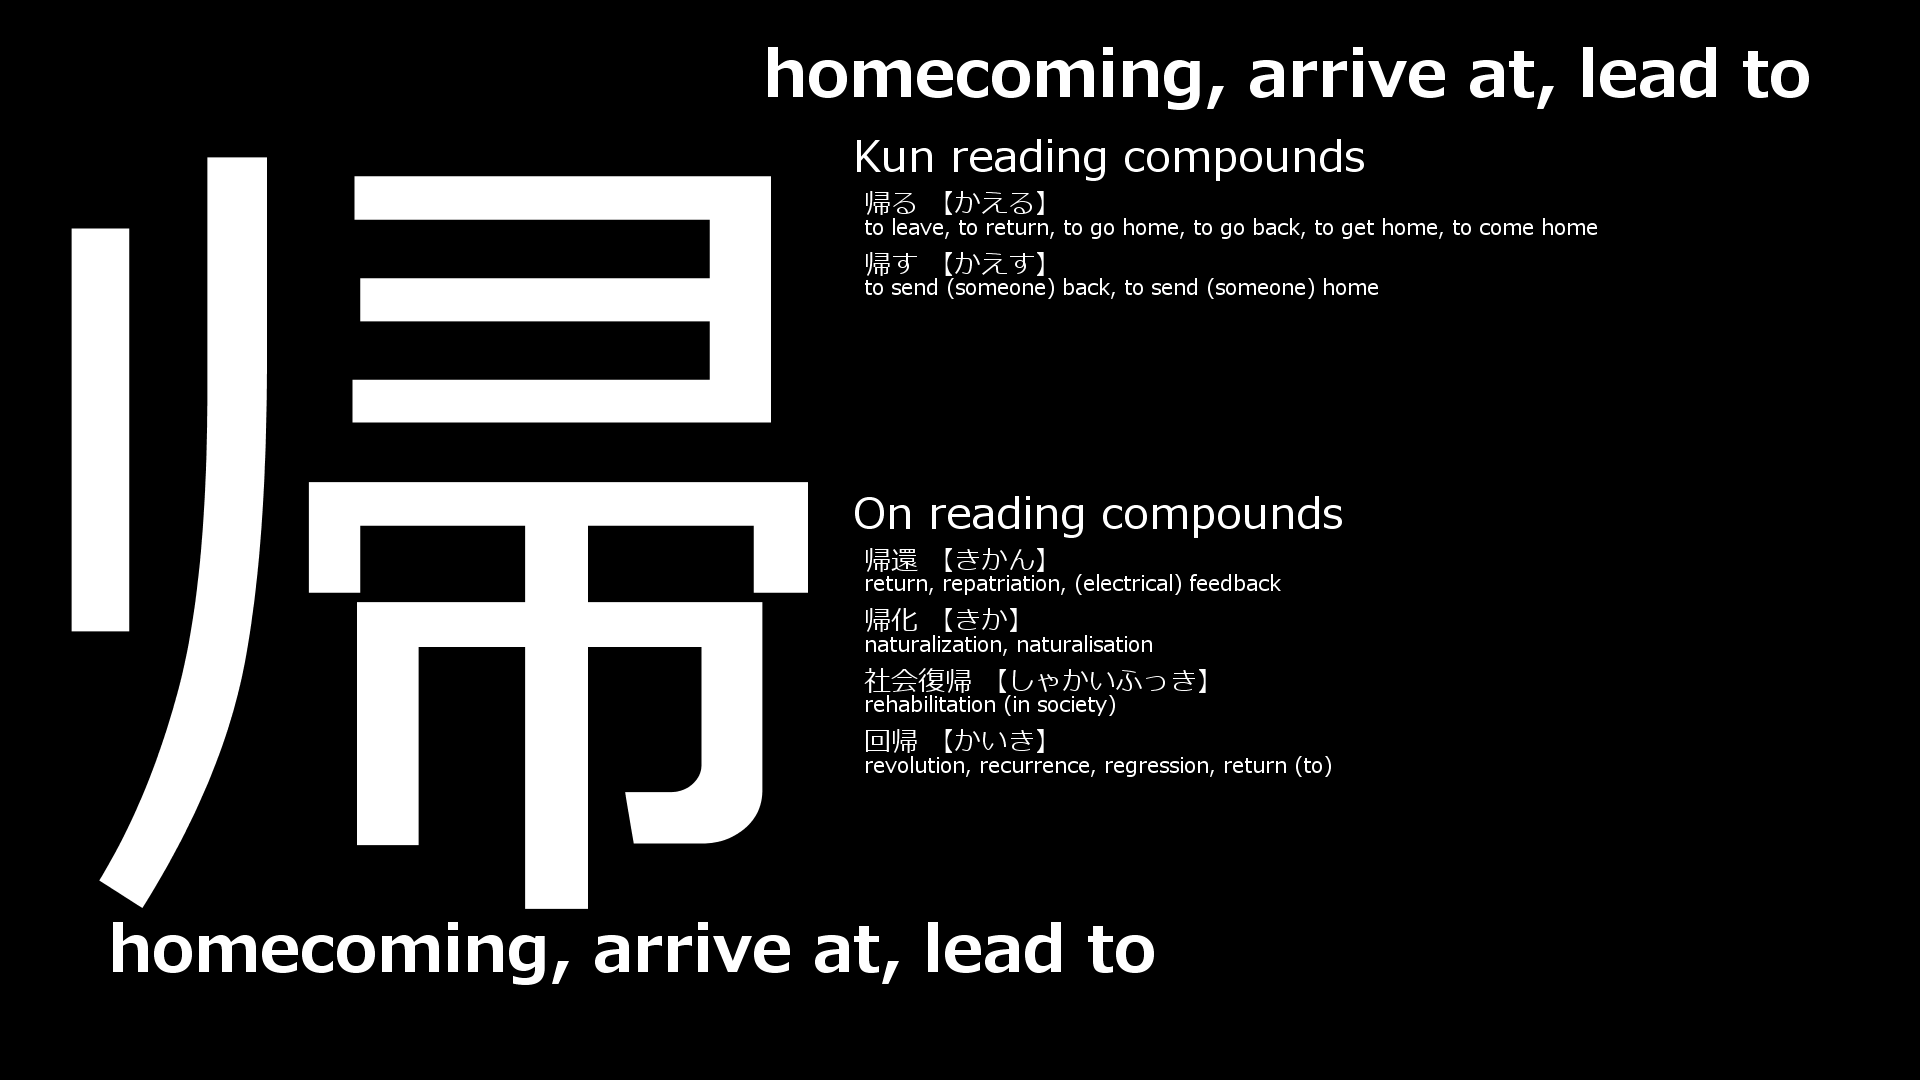 homecoming, arrive at, lead to
帰
Kun reading compounds
帰る 【かえる】
to leave, to return, to go home, to go back, to get home, to come home
帰す 【かえす】
to send (someone) back, to send (someone) home
On reading compounds
帰還 【きかん】
return, repatriation, (electrical) feedback
帰化 【きか】
naturalization, naturalisation
社会復帰 【しゃかいふっき】
rehabilitation (in society)
回帰 【かいき】
revolution, recurrence, regression, return (to)
homecoming, arrive at, lead to